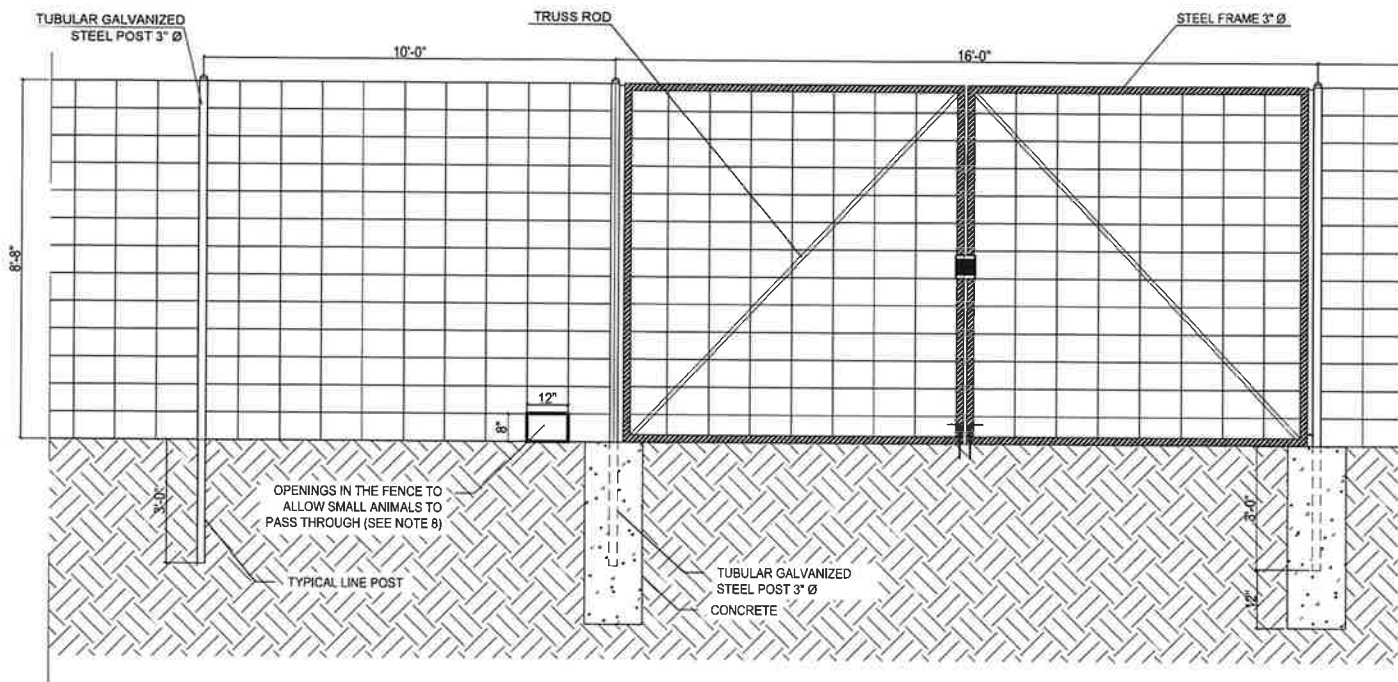 TUBULAR GALVANIZED
STEEL POST 3" Ø
TRUSS ROD
STEEL FRAME 3" Ø
10'-0"
16'-0"
8'-8"
12"
8"
3'-0"
OPENINGS IN THE FENCE TO
ALLOW SMALL ANIMALS TO
PASS THROUGH (SEE NOTE 8)
TYPICAL LINE POST
TUBULAR GALVANIZED
STEEL POST 3" Ø
CONCRETE
3'-0"
12"